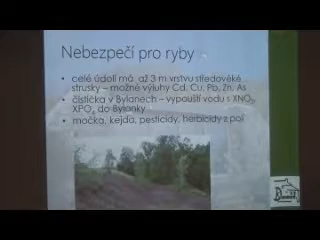 Nebezpečí pro ryby
• celé údolí má až 3 m vrstvu středověké
strusky – možné výluhy Cd, Cu, Pb, Zn, As
• čistička v Bylanech – vypouští vodu s XNO₃,
XPO₄ do Bylanky
• močka, kejda, pesticidy, herbicidy z polí